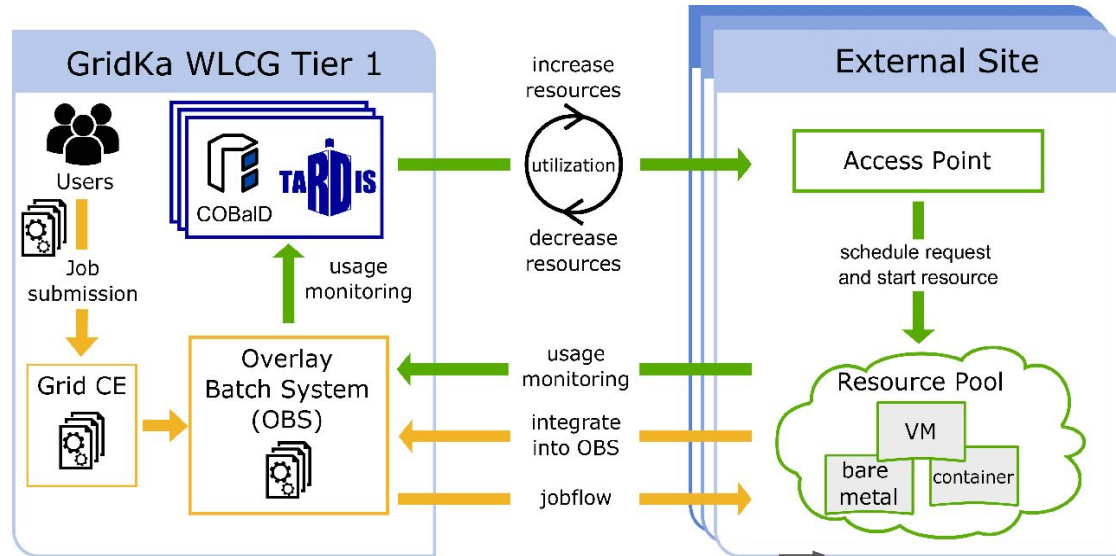 GridKa WLCG Tier 1
Users
Job
submission
Grid CE
COBalD
TARDIS
usage
monitoring
Overlay
Batch System
(OBS)
increase
resources
utilization
decrease
resources
usage
monitoring
integrate
into OBS
jobflow
External Site
Access Point
schedule request
and start resource
Resource Pool
VM
bare
metal
container